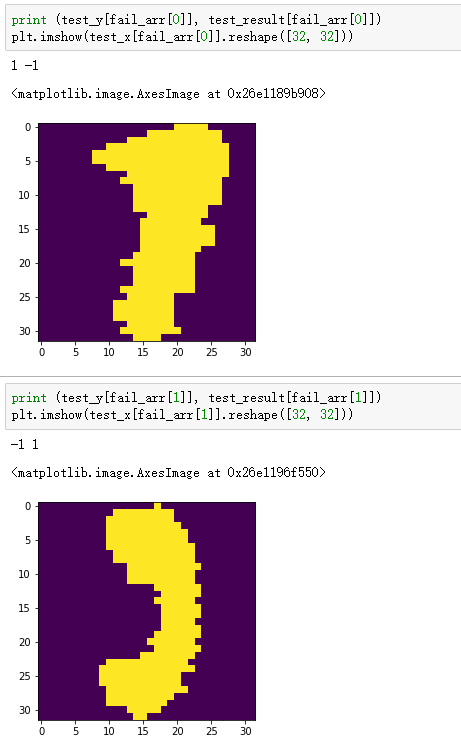 print (test_y[fail_arr[0]], test_result[fail_arr[0]])
plt.imshow(test_x[fail_arr[0]].reshape([32, 32]))
1 -1
<matplotlib.image.AxesImage at 0x26e1189b908>
0
5
10
15
20
25
30
0 5 10 15 20 25 30
print (test_y[fail_arr[1]], test_result[fail_arr[1]])
plt.imshow(test_x[fail_arr[1]].reshape([32, 32]))
-1 1
<matplotlib.image.AxesImage at 0x26e1196f550>
0
5
10
15
20
25
30
0 5 10 15 20 25 30